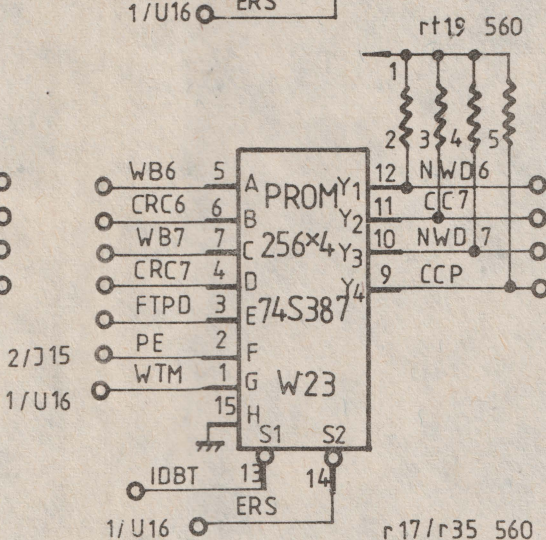 1/U16 ERS
rt19 560
1
2 3 4 5
WB6 5 A PROM Y1 12 NWD6
CRC6 6 B Y2 11 CC7
WB7 7 C 256×4 Y3 10 NWD7
CRC7 4 D Y4 9 CCP
FTPD 3 E 74S387
2/J15 PE 2 F
1/U16 WTM 1 G W23
15 H
S1 S2
IDBT 13 14
1/U16 ERS
r17/r35 560